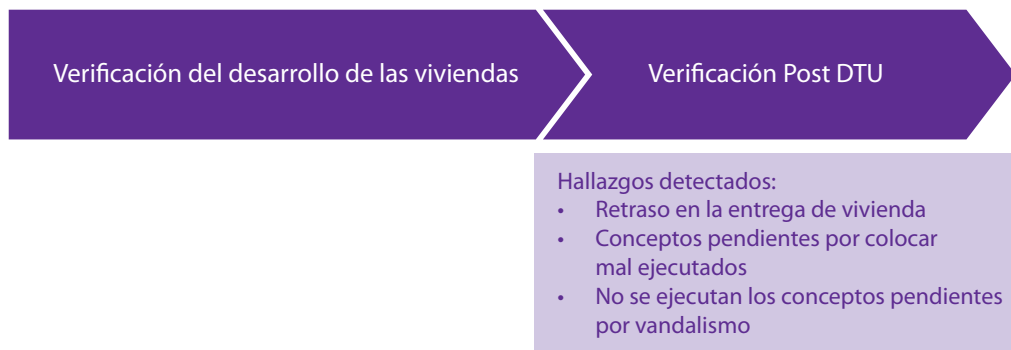 Verificación del desarrollo de las viviendas
Verificación Post DTU
Hallazgos detectados:
• Retraso en la entrega de vivienda
• Conceptos pendientes por colocar
mal ejecutados
• No se ejecutan los conceptos pendientes
por vandalismo